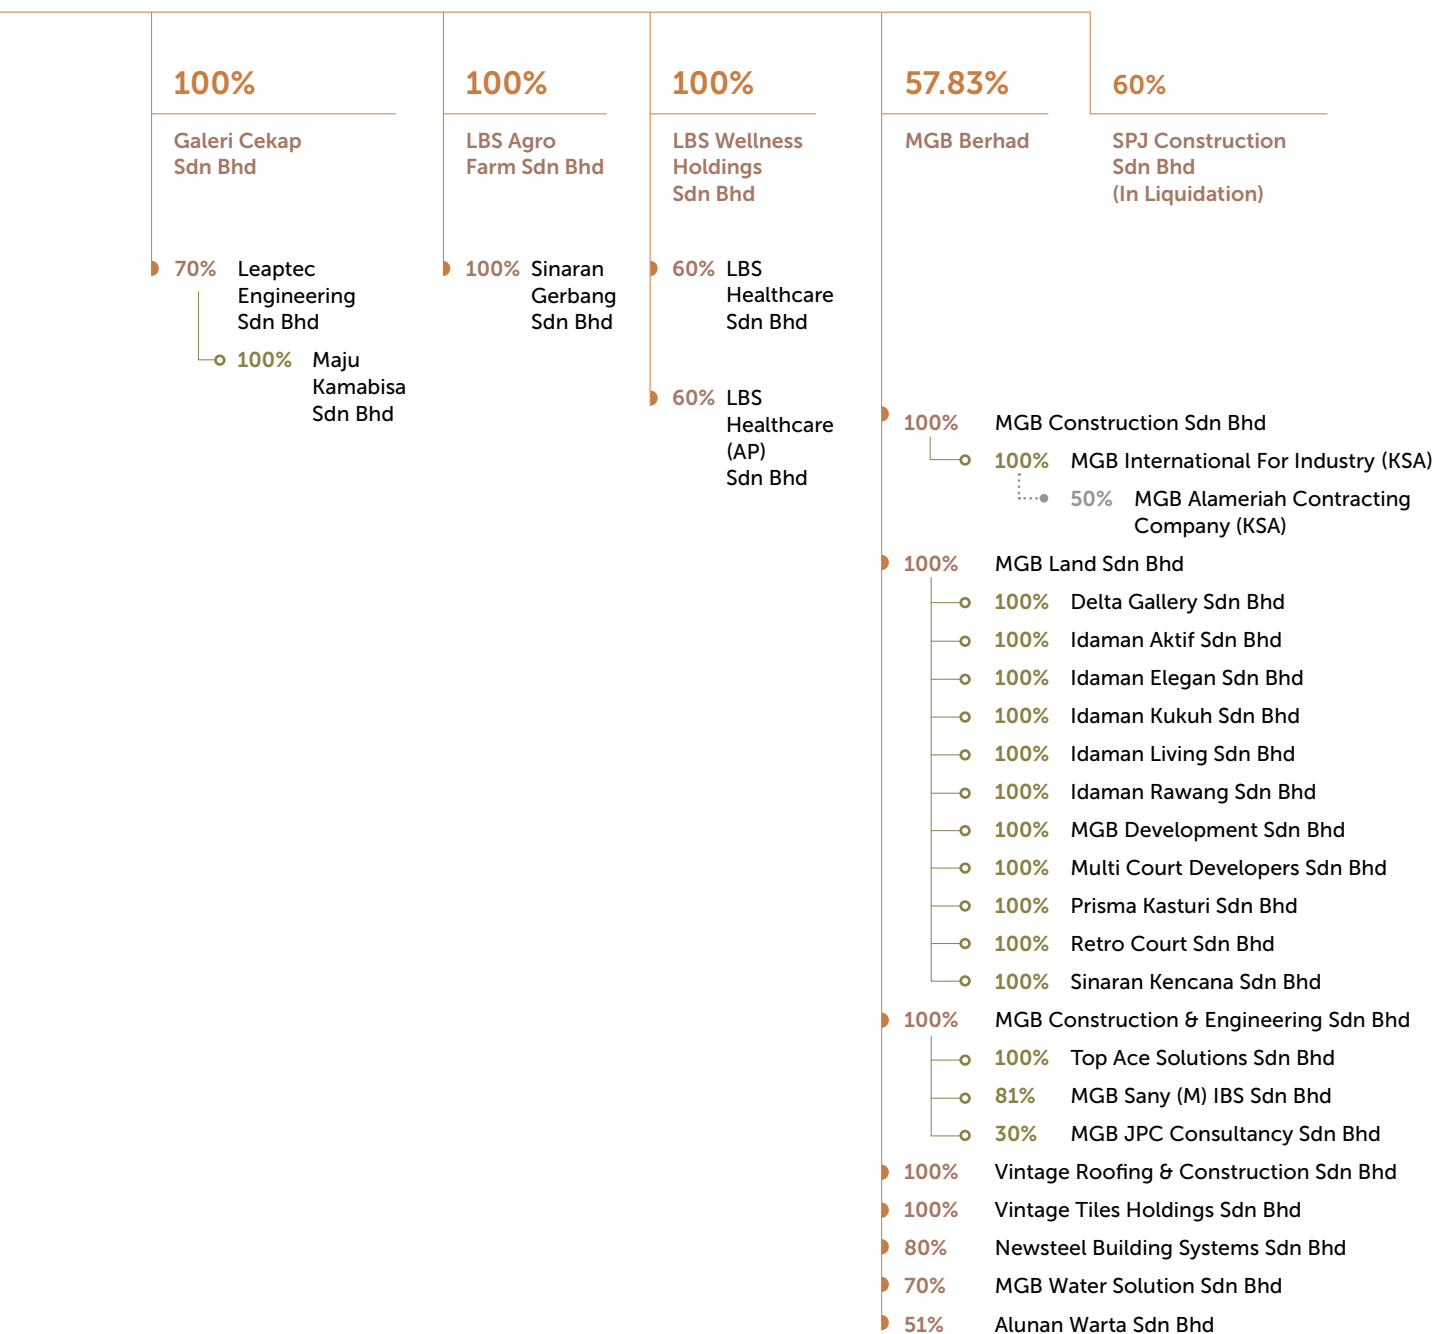 100%
Galeri Cekap
Sdn Bhd
70% Leaptec
Engineering
Sdn Bhd
100% Maju
Kamabisa
Sdn Bhd
100%
LBS Agro
Farm Sdn Bhd
100% Sinaran
Gerbang
Sdn Bhd
100%
LBS Wellness
Holdings
Sdn Bhd
60% LBS
Healthcare
Sdn Bhd
60% LBS
Healthcare
(AP)
Sdn Bhd
57.83%
MGB Berhad
100% MGB Construction Sdn Bhd
100% MGB International For Industry (KSA)
50% MGB Alameriah Contracting
Company (KSA)
100% MGB Land Sdn Bhd
100% Delta Gallery Sdn Bhd
100% Idaman Aktif Sdn Bhd
100% Idaman Elegan Sdn Bhd
100% Idaman Kukuh Sdn Bhd
100% Idaman Living Sdn Bhd
100% Idaman Rawang Sdn Bhd
100% MGB Development Sdn Bhd
100% Multi Court Developers Sdn Bhd
100% Prisma Kasturi Sdn Bhd
100% Retro Court Sdn Bhd
100% Sinaran Kencana Sdn Bhd
100% MGB Construction & Engineering Sdn Bhd
100% Top Ace Solutions Sdn Bhd
81% MGB Sany (M) IBS Sdn Bhd
30% MGB JPC Consultancy Sdn Bhd
100% Vintage Roofing & Construction Sdn Bhd
100% Vintage Tiles Holdings Sdn Bhd
80% Newsteel Building Systems Sdn Bhd
70% MGB Water Solution Sdn Bhd
51% Alunan Warta Sdn Bhd
60%
SPJ Construction
Sdn Bhd
(In Liquidation)